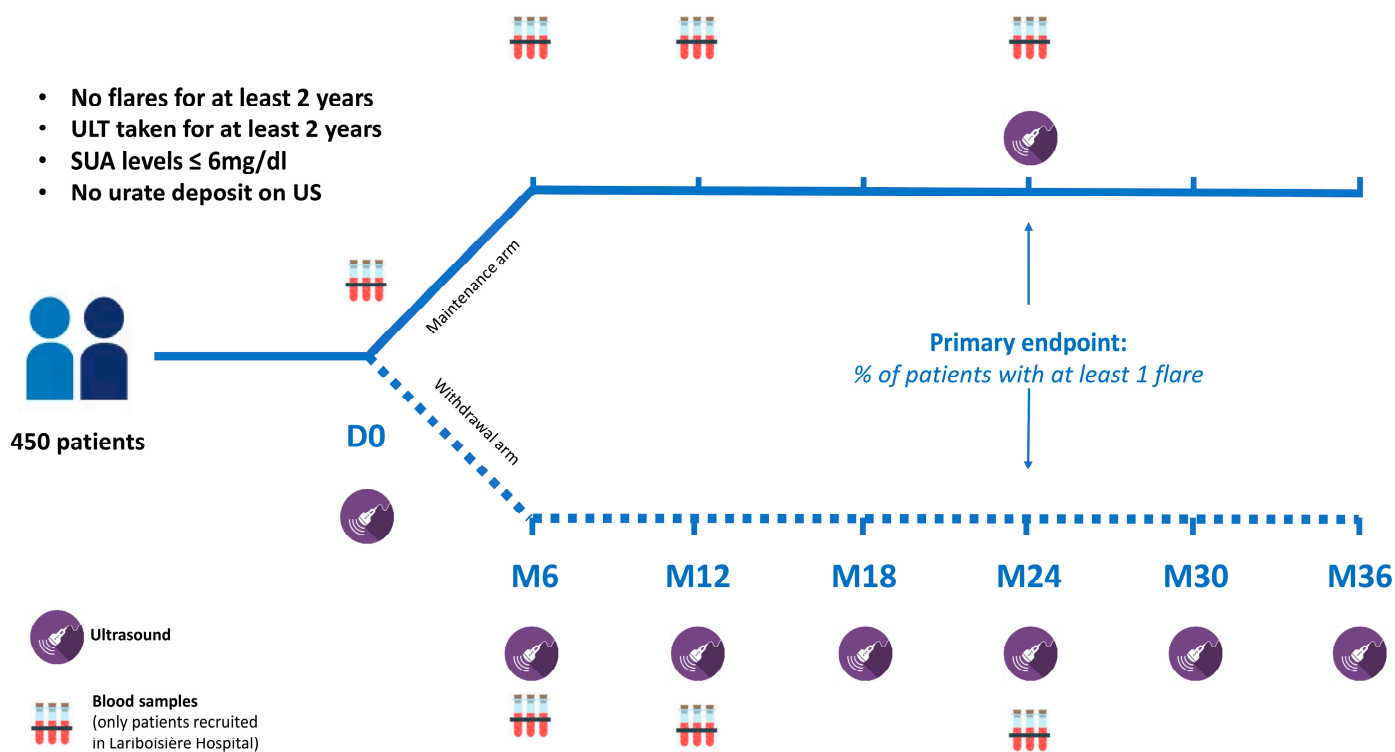 • No flares for at least 2 years
• ULT taken for at least 2 years
• SUA levels ≤ 6mg/dl
• No urate deposit on US
Maintenance arm
Primary endpoint:
% of patients with at least 1 flare
Withdrawal arm
450 patients
D0
M6 M12 M18 M24 M30 M36
Ultrasound
Blood samples
(only patients recruited
in Lariboisière Hospital)